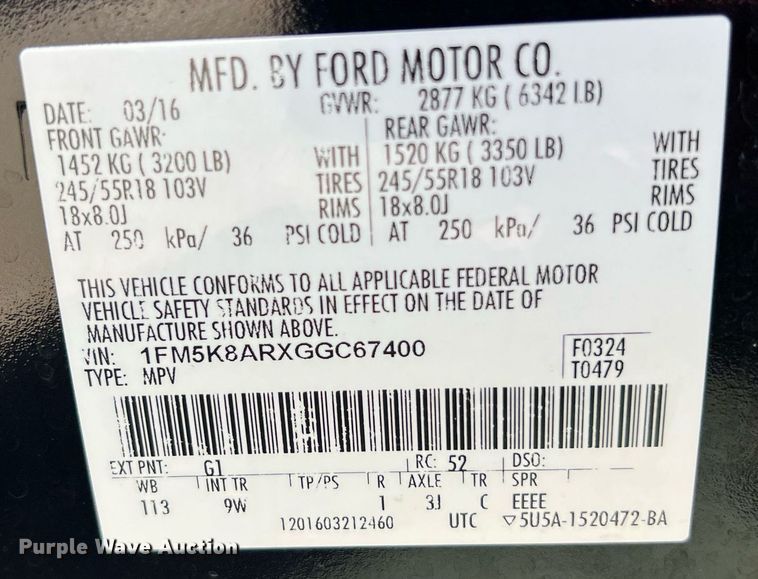 MFD. BY FORD MOTOR CO.
DATE: 03/16 GVWR: 2877 KG ( 6342 LB)
FRONT GAWR: REAR GAWR:
1452 KG ( 3200 LB) WITH 1520 KG ( 3350 LB) WITH
245/55R18 103V TIRES 245/55R18 103V TIRES
18x8.0J RIMS 18x8.0J RIMS
AT 250 kPa/ 36 PSI COLD AT 250 kPa/ 36 PSI COLD
THIS VEHICLE CONFORMS TO ALL APPLICABLE FEDERAL MOTOR
VEHICLE SAFETY STANDARDS IN EFFECT ON THE DATE OF
MANUFACTURE SHOWN ABOVE.
VIN: 1FM5K8ARXGGC67400 F0324
TYPE: MPV T0479
EXT PNT: G1 RC: 52 DSO:
WB INT TR TP/PS R AXLE TR SPR
113 9W 1 3J C EEEE
1201603212460 UTC ▽5U5A-1520472-BA
Purple Wave Auction